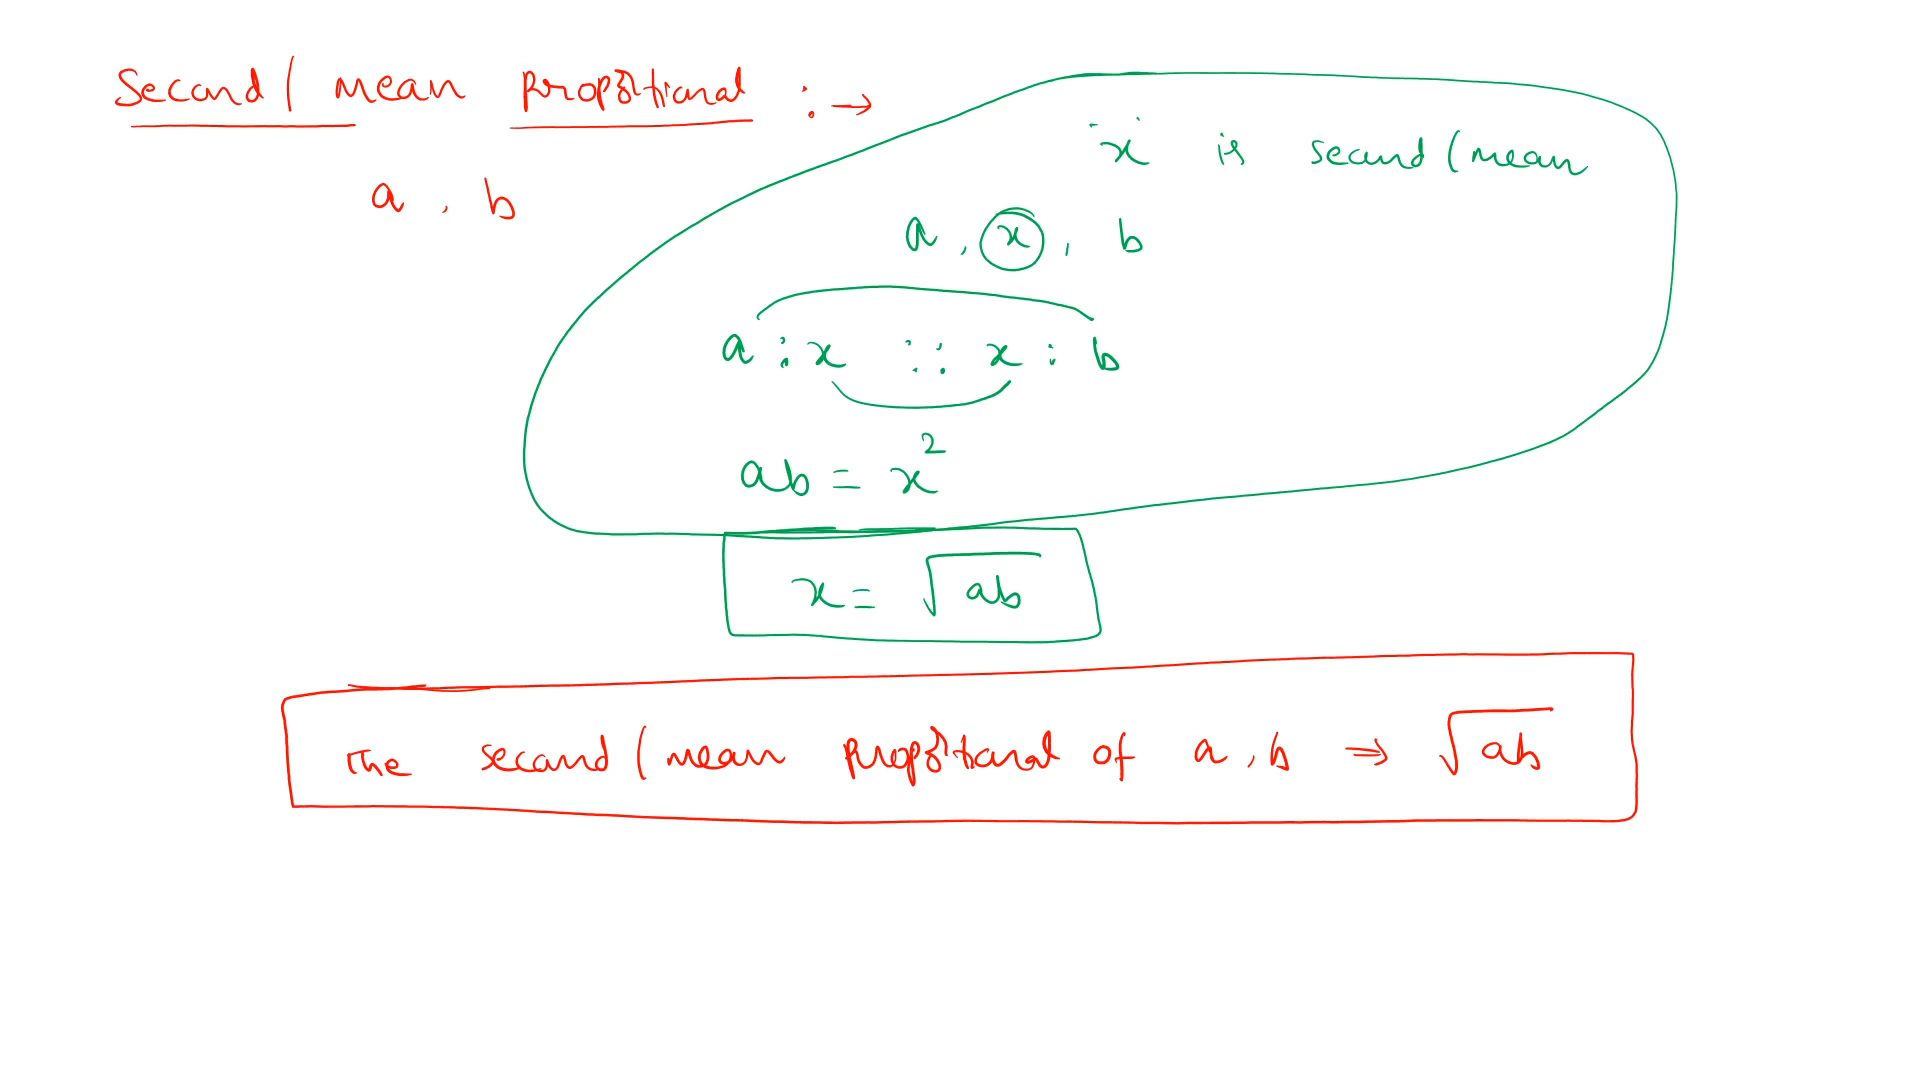 Second / mean proportional :→
'x' is second / mean
a , b
a , x , b
a : x :: x : b
ab = x²
x = √ab
The second / mean proportional of a , b ⇒ √ab